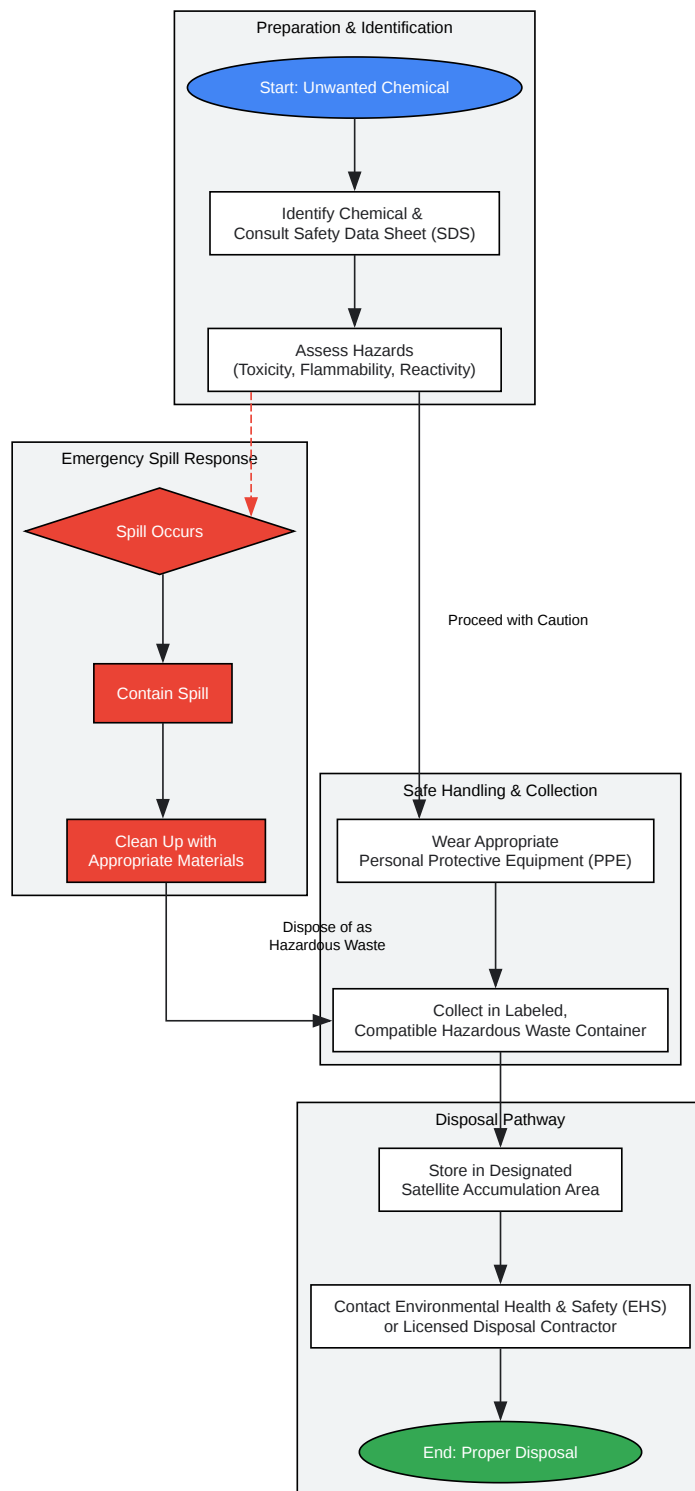 Preparation & Identification
Start: Unwanted Chemical
Identify Chemical &
Consult Safety Data Sheet (SDS)
Assess Hazards
(Toxicity, Flammability, Reactivity)
Emergency Spill Response
Spill Occurs
Proceed with Caution
Contain Spill
Safe Handling & Collection
Clean Up with
Appropriate Materials
Wear Appropriate
Personal Protective Equipment (PPE)
Dispose of as
Hazardous Waste
Collect in Labeled,
Compatible Hazardous Waste Container
Disposal Pathway
Store in Designated
Satellite Accumulation Area
Contact Environmental Health & Safety (EHS)
or Licensed Disposal Contractor
End: Proper Disposal